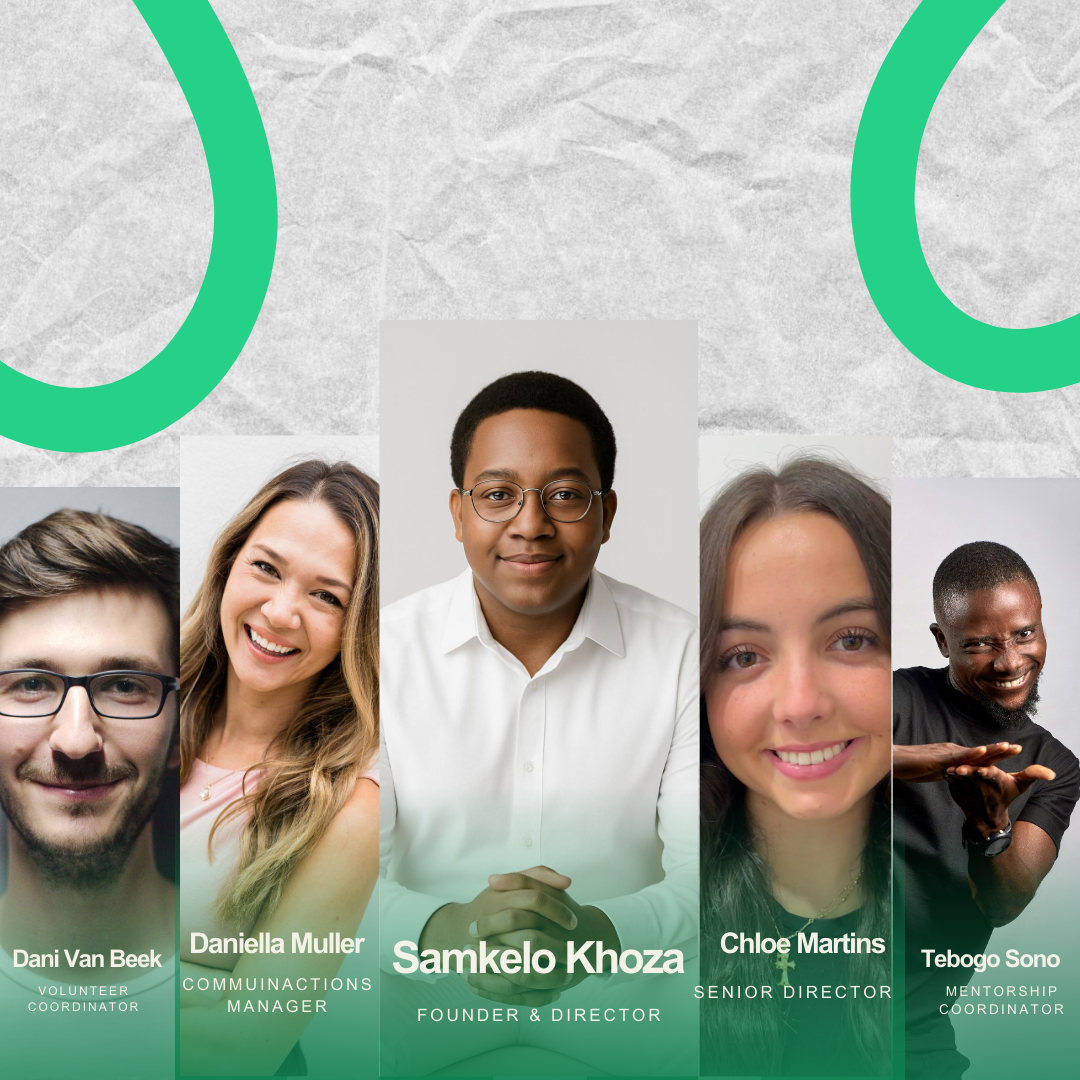 Dani Van Beek
VOLUNTEER
COORDINATOR
Daniella Muller
COMMUINACTIONS
MANAGER
Samkelo Khoza
FOUNDER & DIRECTOR
Chloe Martins
SENIOR DIRECTOR
Tebogo Sono
MENTORSHIP
COORDINATOR